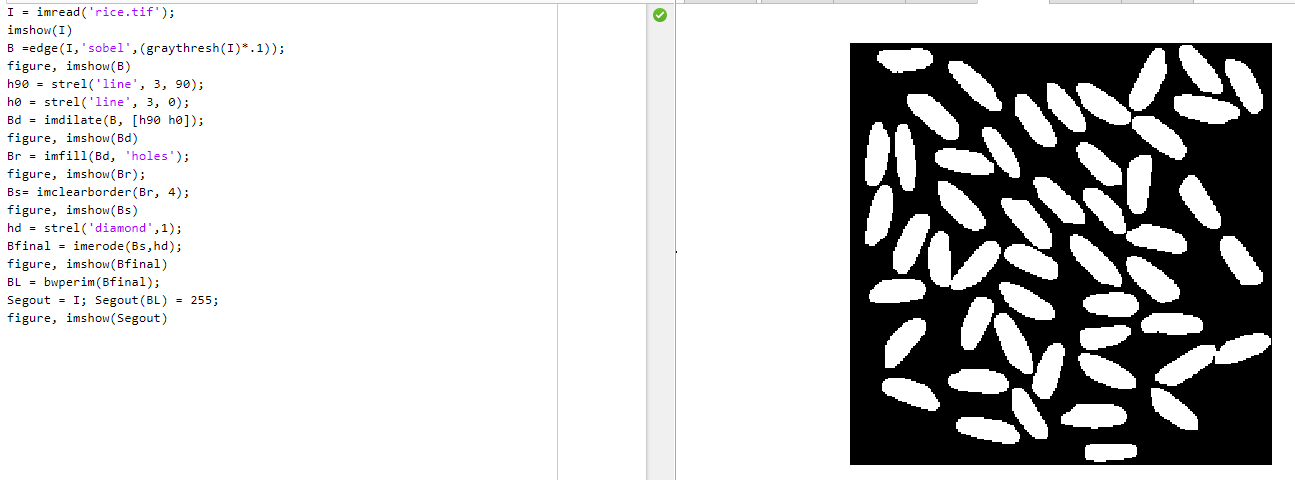 I = imread('rice.tif');
imshow(I)
B =edge(I,'sobel',(graythresh(I)*.1));
figure, imshow(B)
h90 = strel('line', 3, 90);
h0 = strel('line', 3, 0);
Bd = imdilate(B, [h90 h0]);
figure, imshow(Bd)
Br = imfill(Bd, 'holes');
figure, imshow(Br);
Bs= imclearborder(Br, 4);
figure, imshow(Bs)
hd = strel('diamond',1);
Bfinal = imerode(Bs,hd);
figure, imshow(Bfinal)
BL = bwperim(Bfinal);
Segout = I; Segout(BL) = 255;
figure, imshow(Segout)